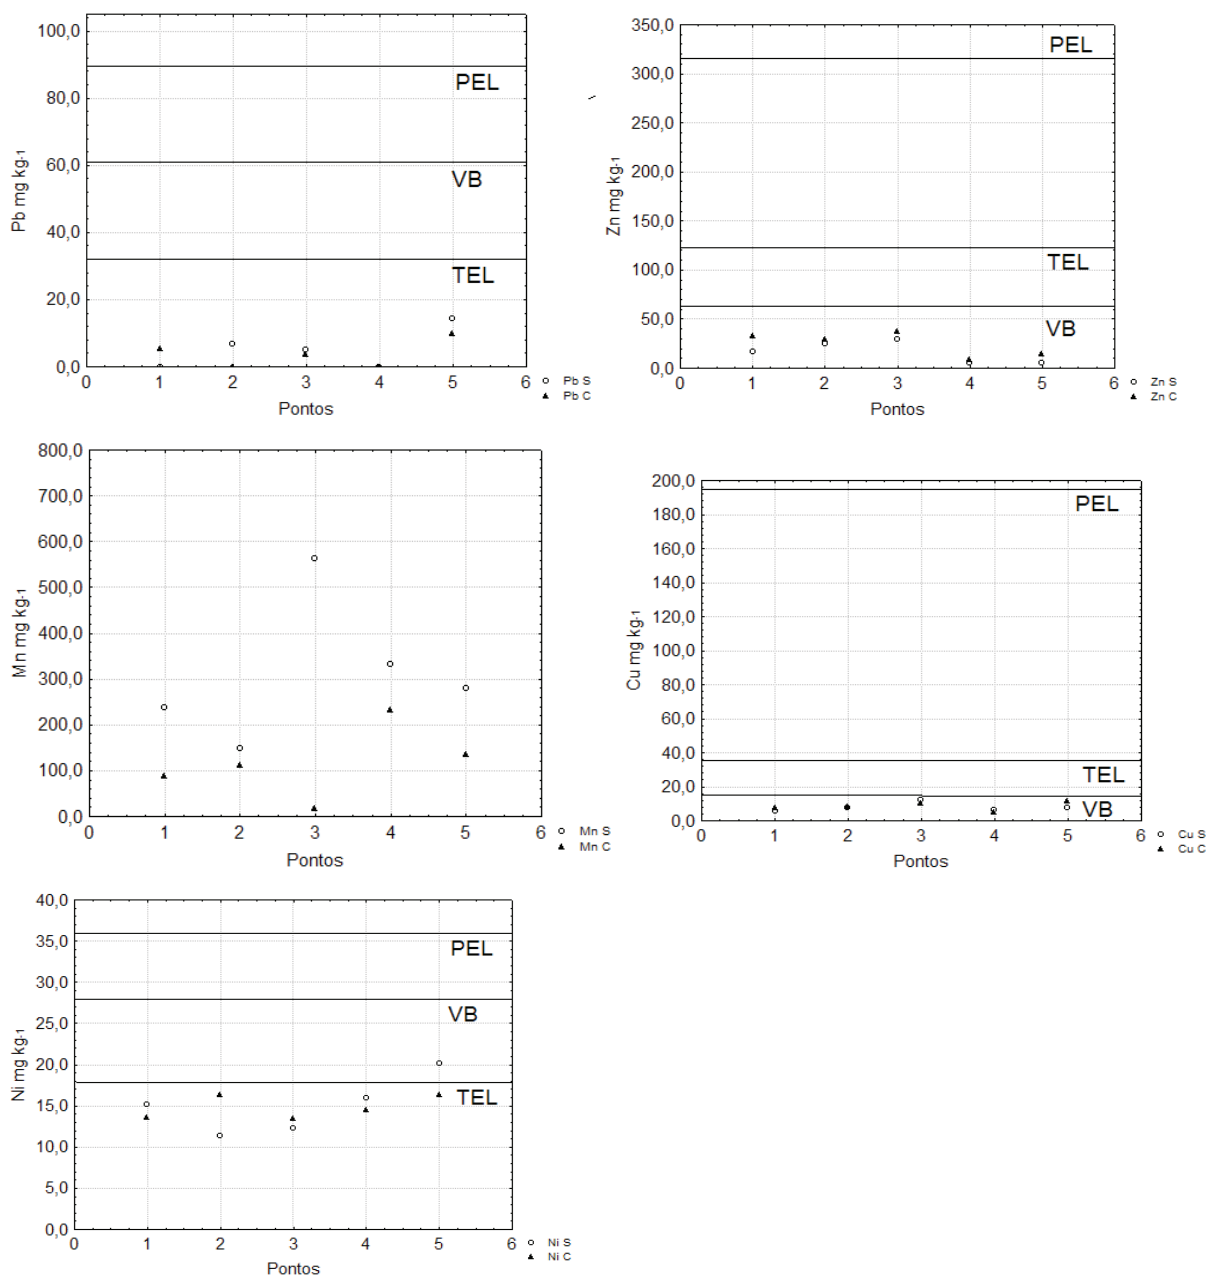 Pb mg kg-1
100,0
80,0
60,0
40,0
20,0
0,0
PEL
VB
TEL
0 1 2 3 4 5 6
Pontos
Pb S
Pb C
Zn mg kg-1
350,0
300,0
250,0
200,0
150,0
100,0
50,0
0,0
PEL
TEL
VB
0 1 2 3 4 5 6
Pontos
Zn S
Zn C
Mn mg kg-1
800,0
700,0
600,0
500,0
400,0
300,0
200,0
100,0
0,0
0 1 2 3 4 5 6
Pontos
Mn S
Mn C
Cu mg kg-1
200,0
180,0
160,0
140,0
120,0
100,0
80,0
60,0
40,0
20,0
0,0
PEL
TEL
VB
0 1 2 3 4 5 6
Pontos
Cu S
Cu C
Ni mg kg-1
40,0
35,0
30,0
25,0
20,0
15,0
10,0
5,0
0,0
PEL
VB
TEL
0 1 2 3 4 5 6
Pontos
Ni S
Ni C